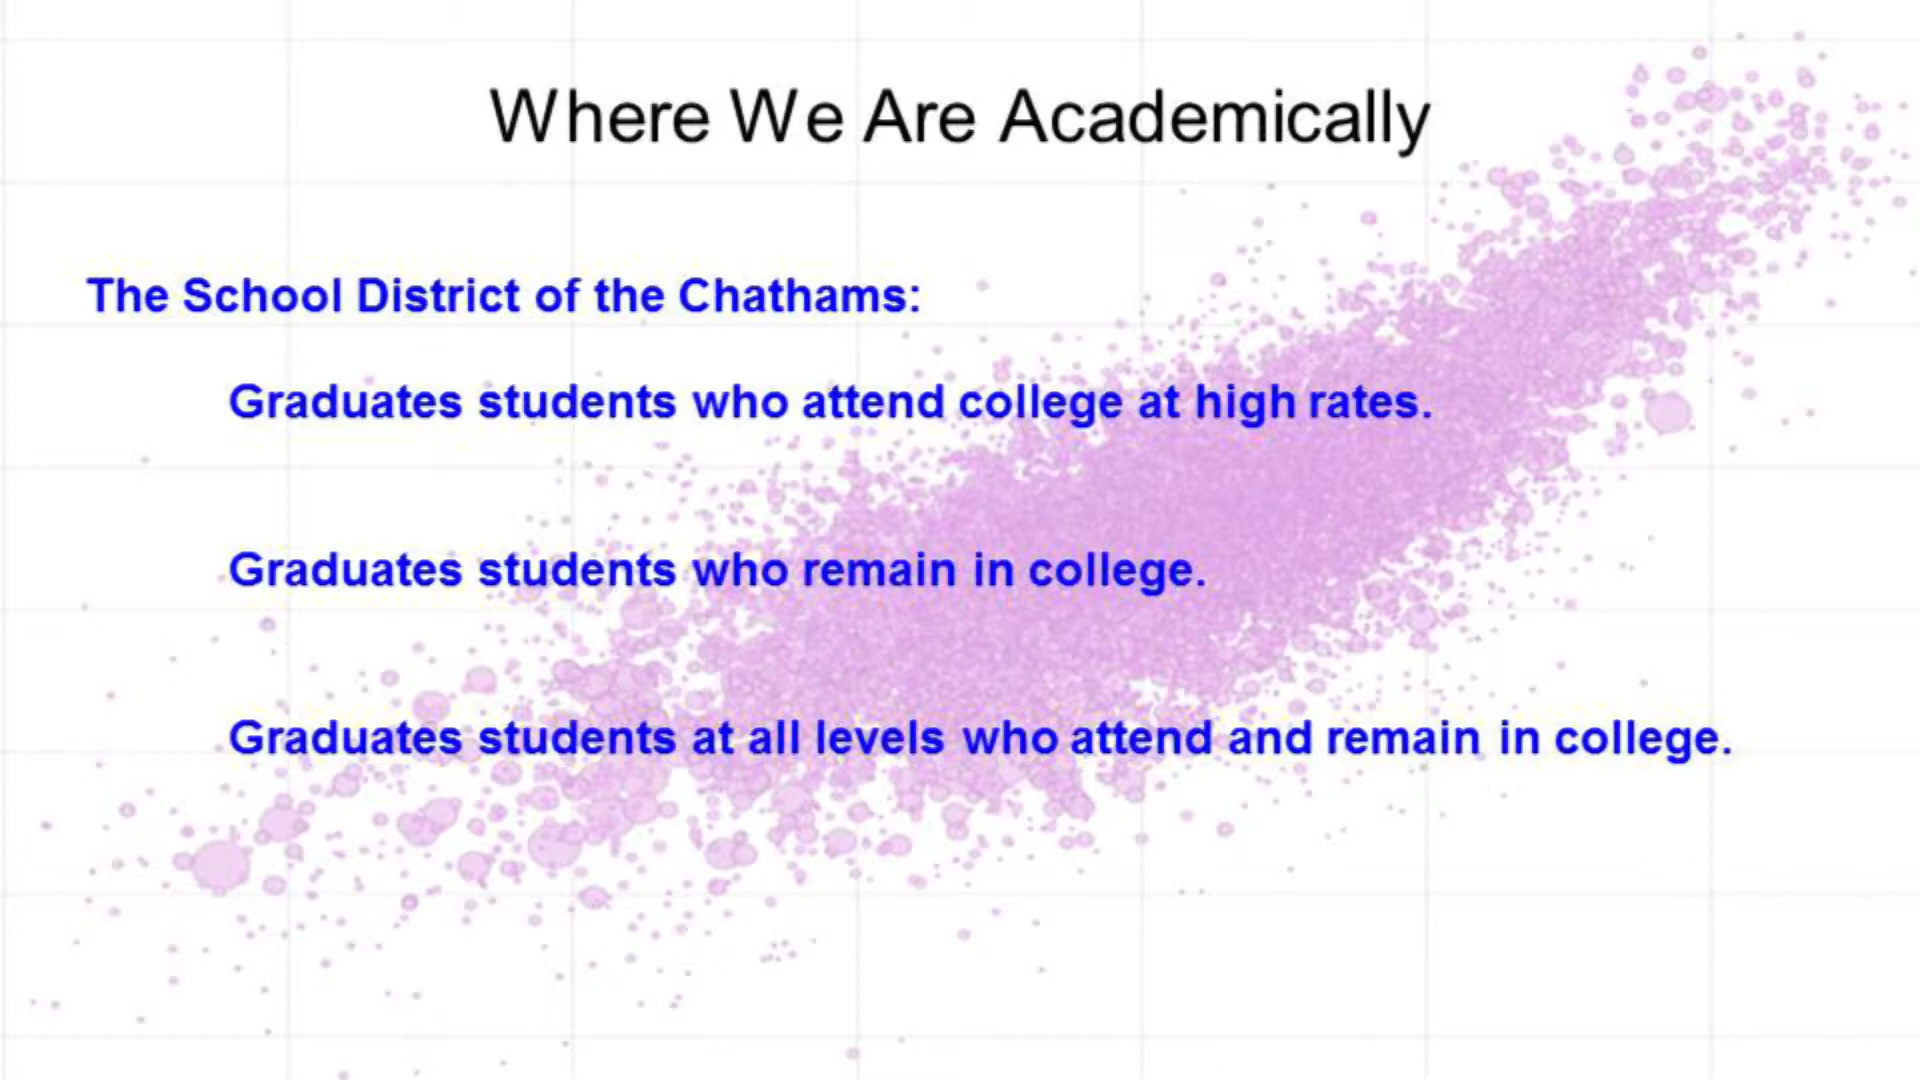 Where We Are Academically
The School District of the Chathams:
Graduates students who attend college at high rates.
Graduates students who remain in college.
Graduates students at all levels who attend and remain in college.